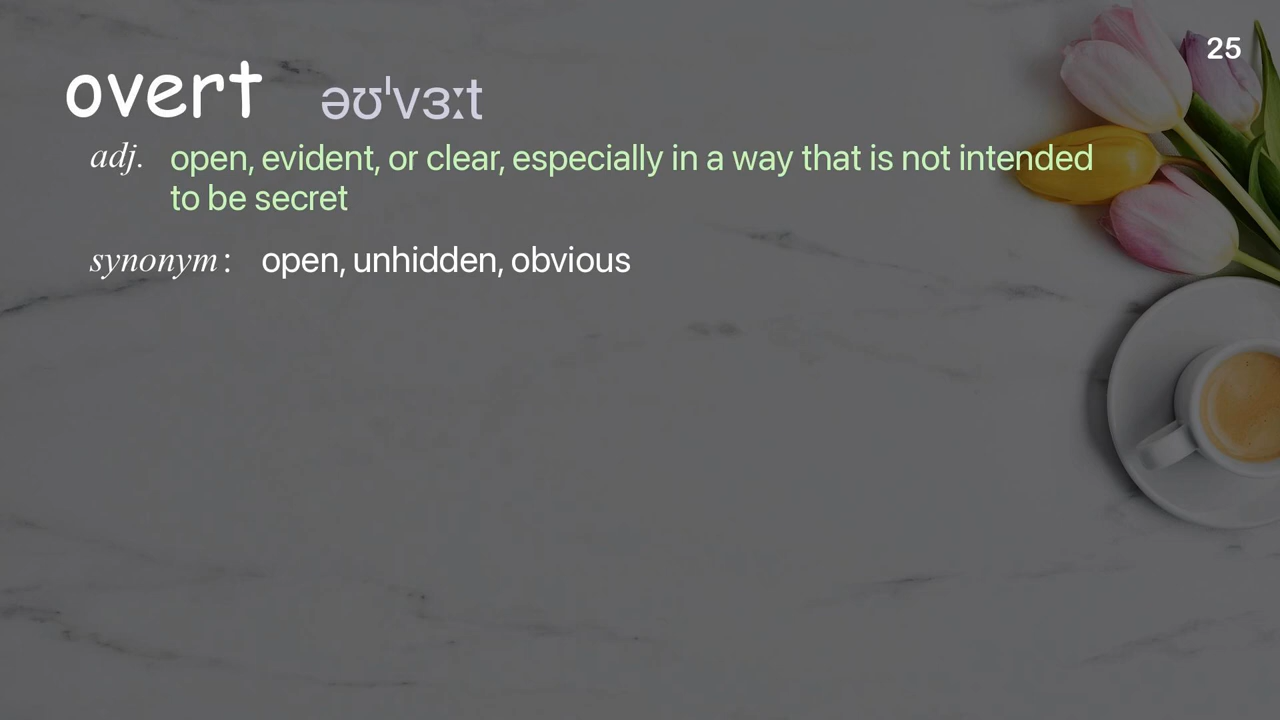 25
overt əʊˈvɜːt
adj. open, evident, or clear, especially in a way that is not intended
to be secret
synonym : open, unhidden, obvious